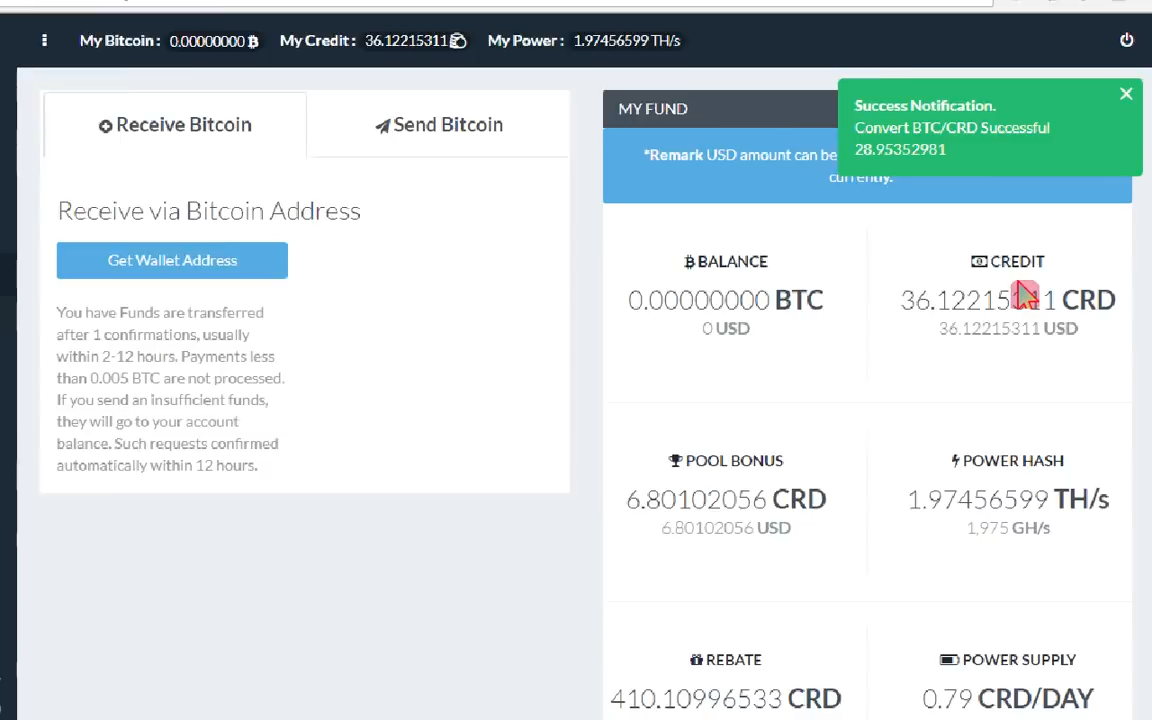 My Bitcoin : 0.00000000 My Credit : 36.12215311 My Power : 1.97456599 TH/s
Receive Bitcoin
Send Bitcoin
Receive via Bitcoin Address
Get Wallet Address
You have Funds are transferred
after 1 confirmations, usually
within 2-12 hours. Payments less
than 0.005 BTC are not processed.
If you send an insufficient funds,
they will go to your account
balance. Such requests confirmed
automatically within 12 hours.
MY FUND
Success Notification.
Convert BTC/CRD Successful
28.95352981
*Remark USD amount can be
currently.
BALANCE
0.00000000 BTC
0 USD
CREDIT
36.12215311 CRD
36.12215311 USD
POOL BONUS
6.80102056 CRD
6.80102056 USD
POWER HASH
1.97456599 TH/s
1,975 GH/s
REBATE
410.10996533 CRD
POWER SUPPLY
0.79 CRD/DAY